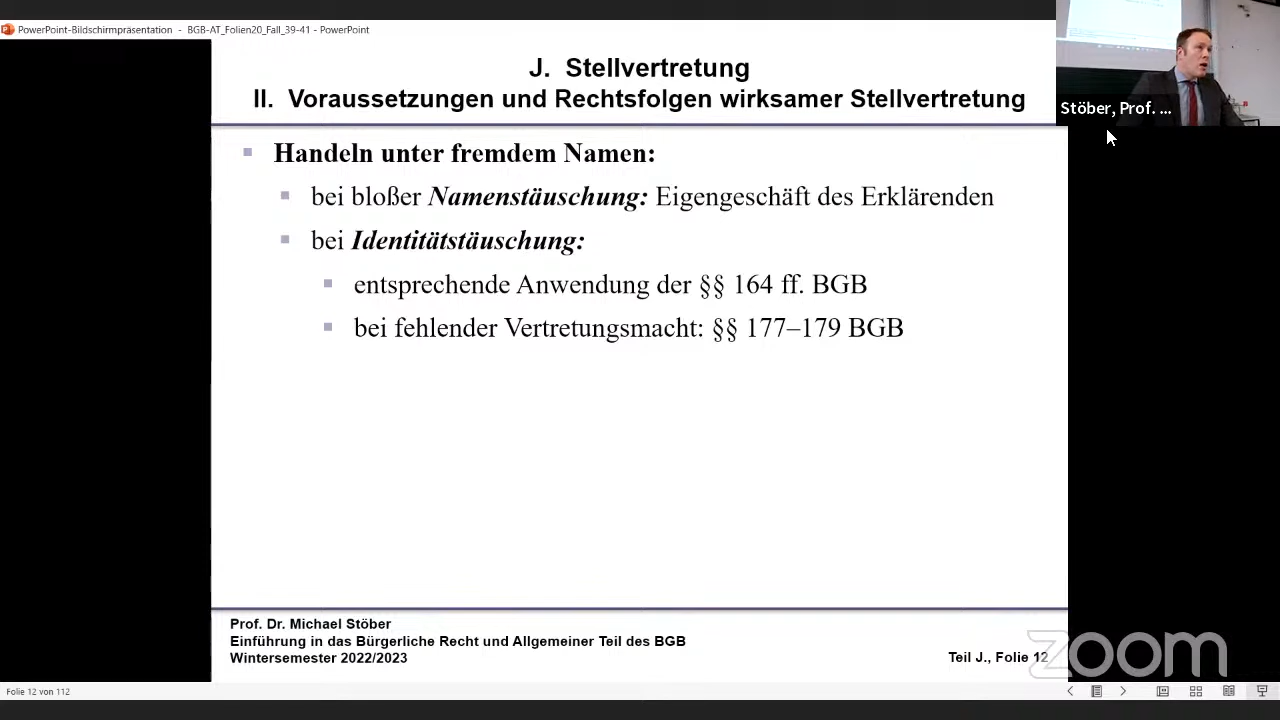 PowerPoint-Bildschirmpräsentation - BGB-AT_Folien20_Fall_39-41 - PowerPoint
J. Stellvertretung
II. Voraussetzungen und Rechtsfolgen wirksamer Stellvertretung
Stöber, Prof. ...
Handeln unter fremdem Namen:
bei bloßer Namenstäuschung: Eigengeschäft des Erklärenden
bei Identitätstäuschung:
entsprechende Anwendung der §§ 164 ff. BGB
bei fehlender Vertretungsmacht: §§ 177–179 BGB
Prof. Dr. Michael Stöber
Einführung in das Bürgerliche Recht und Allgemeiner Teil des BGB
Wintersemester 2022/2023
Teil J., Folie 12
zoom
Folie 12 von 112